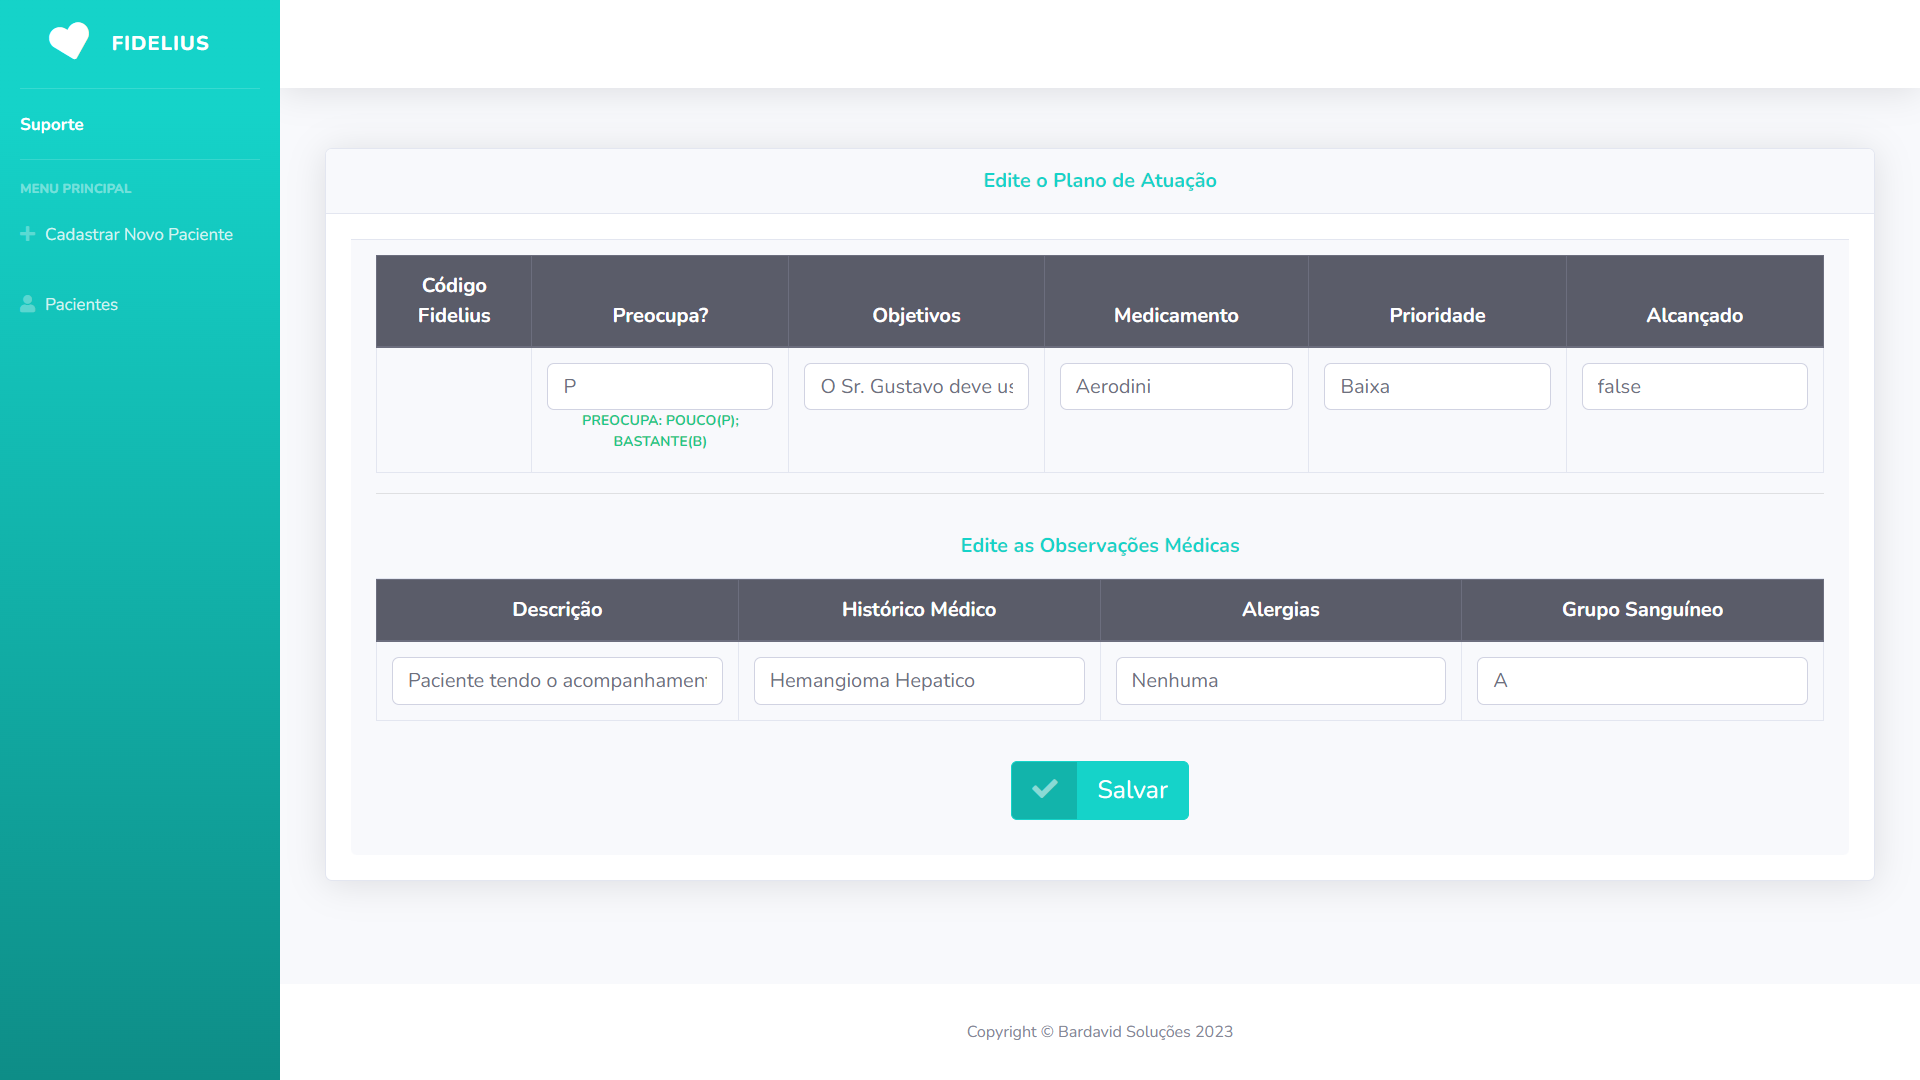 FIDELIUS
Suporte
MENU PRINCIPAL
Cadastrar Novo Paciente
Pacientes
Edite o Plano de Atuação
Código Fidelius
Preocupa?
Objetivos
Medicamento
Prioridade
Alcançado
P
O Sr. Gustavo deve
Aerodini
Baixa
false
PREOCUPA: POUCO(P);
BASTANTE(B)
Edite as Observações Médicas
Descrição
Histórico Médico
Alergias
Grupo Sanguíneo
Paciente tendo o
Hemangioma Hepatico
Nenhuma
A
Salvar
Copyright © Bardavid Soluções 2023